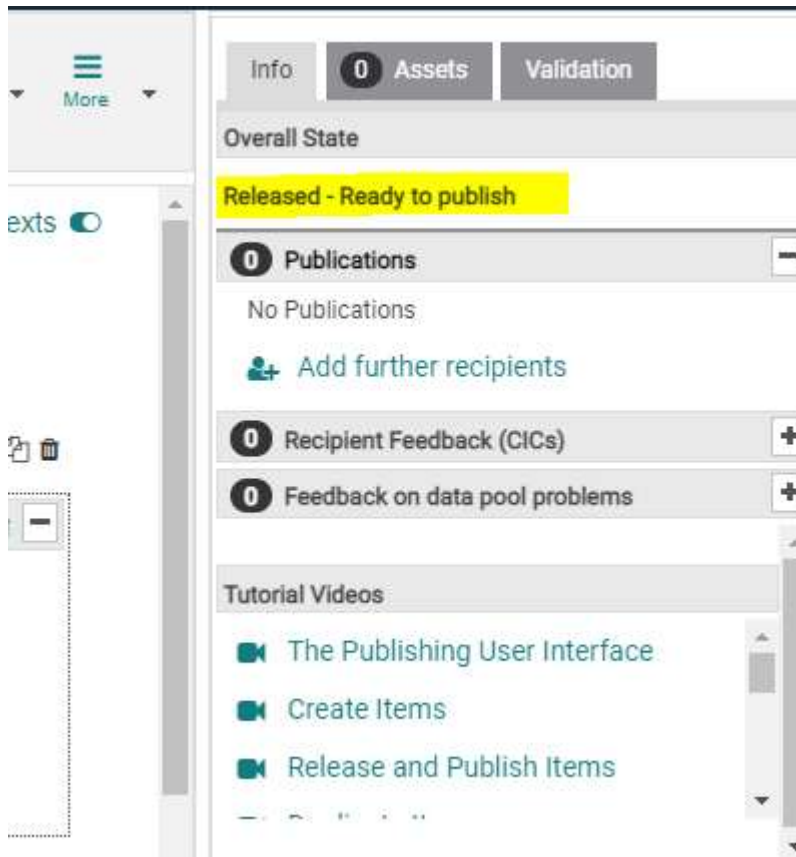 More
Info
0 Assets
Validation
Overall State
exts
Released - Ready to publish
0 Publications
No Publications
Add further recipients
0 Recipient Feedback (CICs)
0 Feedback on data pool problems
Tutorial Videos
The Publishing User Interface
Create Items
Release and Publish Items